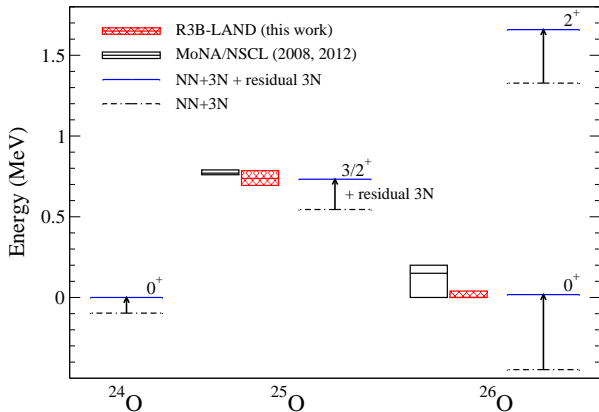 R3B-LAND (this work)
MoNA/NSCL (2008, 2012)
NN+3N + residual 3N
NN+3N
Energy (MeV)
1.5
1
0.5
0
2⁺
3/2⁺
+ residual 3N
0⁺
0⁺
²⁴O
²⁵O
²⁶O